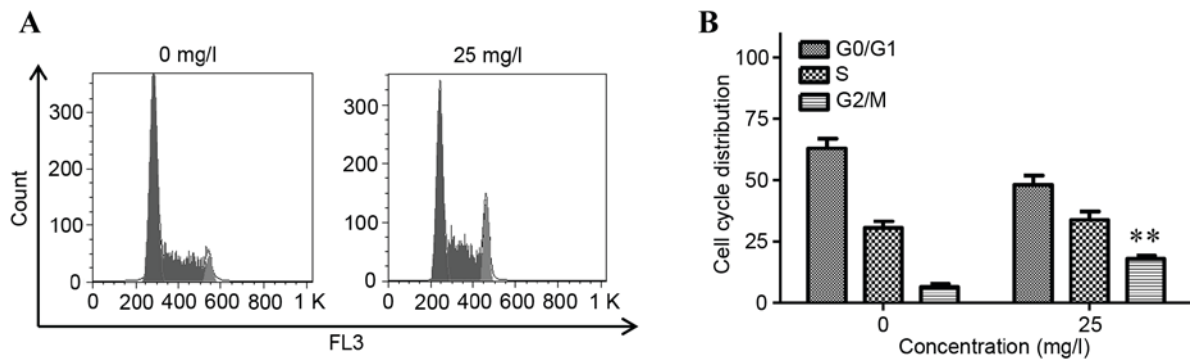 A
0 mg/l
25 mg/l
Count
300
200
100
0
0 200 400 600 800 1 K
300
200
100
0
0 200 400 600 800 1 K
FL3
B
Cell cycle distribution
100
75
50
25
0
G0/G1
S
G2/M
**
0
25
Concentration (mg/l)